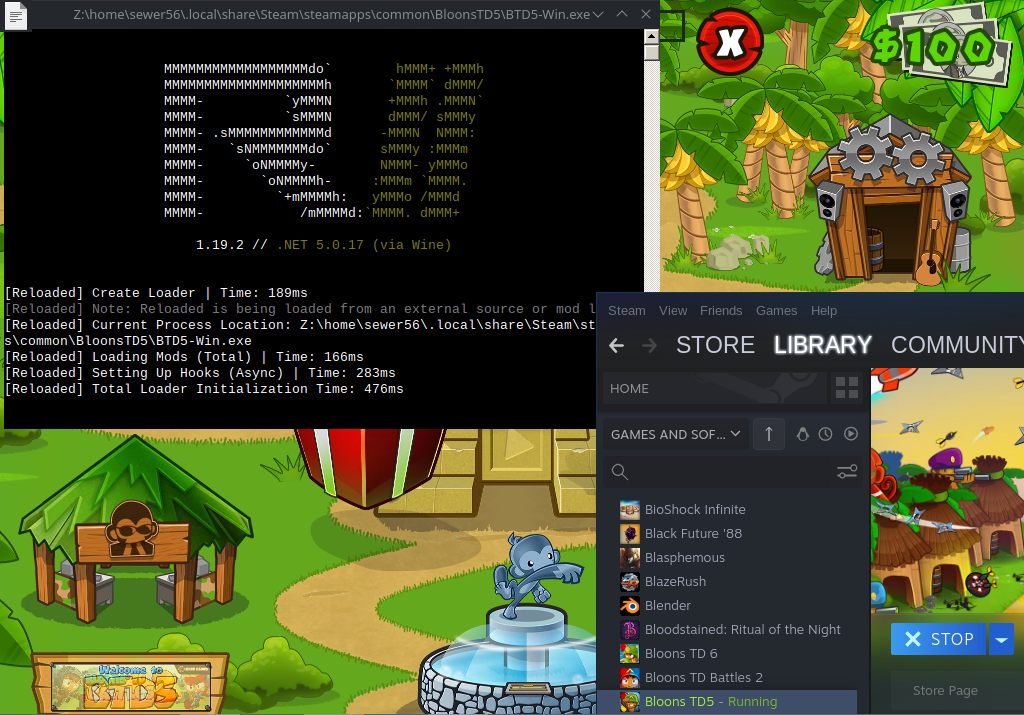 Z:\home\sewer56\.local\share\Steam\steamapps\common\BloonsTD5\BTD5-Win.exe
X
$100
MMMMMMMMMMMMMMMMMMdo`        hMMM+ +MMMh
MMMMMMMMMMMMMMMMMMMMh       `MMMM` dMMM/
MMMM-          `yMMMN       +MMMh .MMMN`
MMMM-          `sMMMN       dMMM/ sMMMy
MMMM- .sMMMMMMMMMMMMd      -MMMN  NMMM:
MMMM-   `sNMMMMMMMdo`      sMMMy :MMMm
MMMM-     `oNMMMMy-        NMMM- yMMMo
MMMM-       `oNMMMMh-     :MMMm `MMMM.
MMMM-         `+mMMMMh:   yMMMo /MMMd
MMMM-            /mMMMMd:`MMMM. dMMM+
1.19.2 // .NET 5.0.17 (via Wine)
[Reloaded] Create Loader | Time: 189ms
[Reloaded] Note: Reloaded is being loaded from an external source or mod l
[Reloaded] Current Process Location: Z:\home\sewer56\.local\share\Steam\st
s\common\BloonsTD5\BTD5-Win.exe
[Reloaded] Loading Mods (Total) | Time: 166ms
[Reloaded] Setting Up Hooks (Async) | Time: 283ms
[Reloaded] Total Loader Initialization Time: 476ms
Steam View Friends Games Help
STORE LIBRARY COMMUNITY
HOME
GAMES AND SOF...
BioShock Infinite
Black Future '88
Blasphemous
BlazeRush
Blender
Bloodstained: Ritual of the Night
Bloons TD 6
Bloons TD Battles 2
Bloons TD5 - Running
STOP
Store Page
Welcome to
BTD5